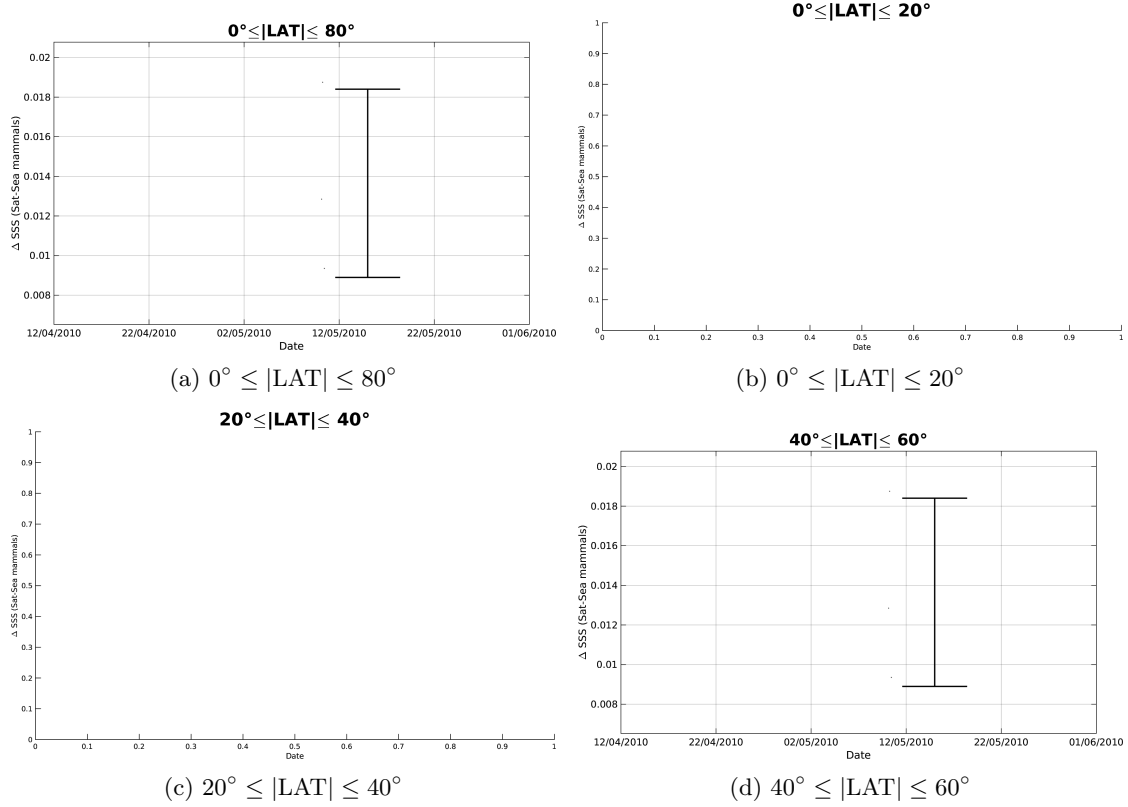 0°≤|LAT|≤ 80°
0.02
0.018
0.016
0.014
0.012
0.01
0.008
Δ SSS (Sat-Sea mammals)
12/04/2010 22/04/2010 02/05/2010 12/05/2010 22/05/2010 01/06/2010
Date
(a) 0° ≤ |LAT| ≤ 80°
0°≤|LAT|≤ 20°
1
0.9
0.8
0.7
0.6
0.5
0.4
0.3
0.2
0.1
0
Δ SSS (Sat-Sea mammals)
0 0.1 0.2 0.3 0.4 0.5 0.6 0.7 0.8 0.9 1
Date
(b) 0° ≤ |LAT| ≤ 20°
20°≤|LAT|≤ 40°
1
0.9
0.8
0.7
0.6
0.5
0.4
0.3
0.2
0.1
0
Δ SSS (Sat-Sea mammals)
0 0.1 0.2 0.3 0.4 0.5 0.6 0.7 0.8 0.9 1
Date
(c) 20° ≤ |LAT| ≤ 40°
40°≤|LAT|≤ 60°
0.02
0.018
0.016
0.014
0.012
0.01
0.008
Δ SSS (Sat-Sea mammals)
12/04/2010 22/04/2010 02/05/2010 12/05/2010 22/05/2010 01/06/2010
Date
(d) 40° ≤ |LAT| ≤ 60°